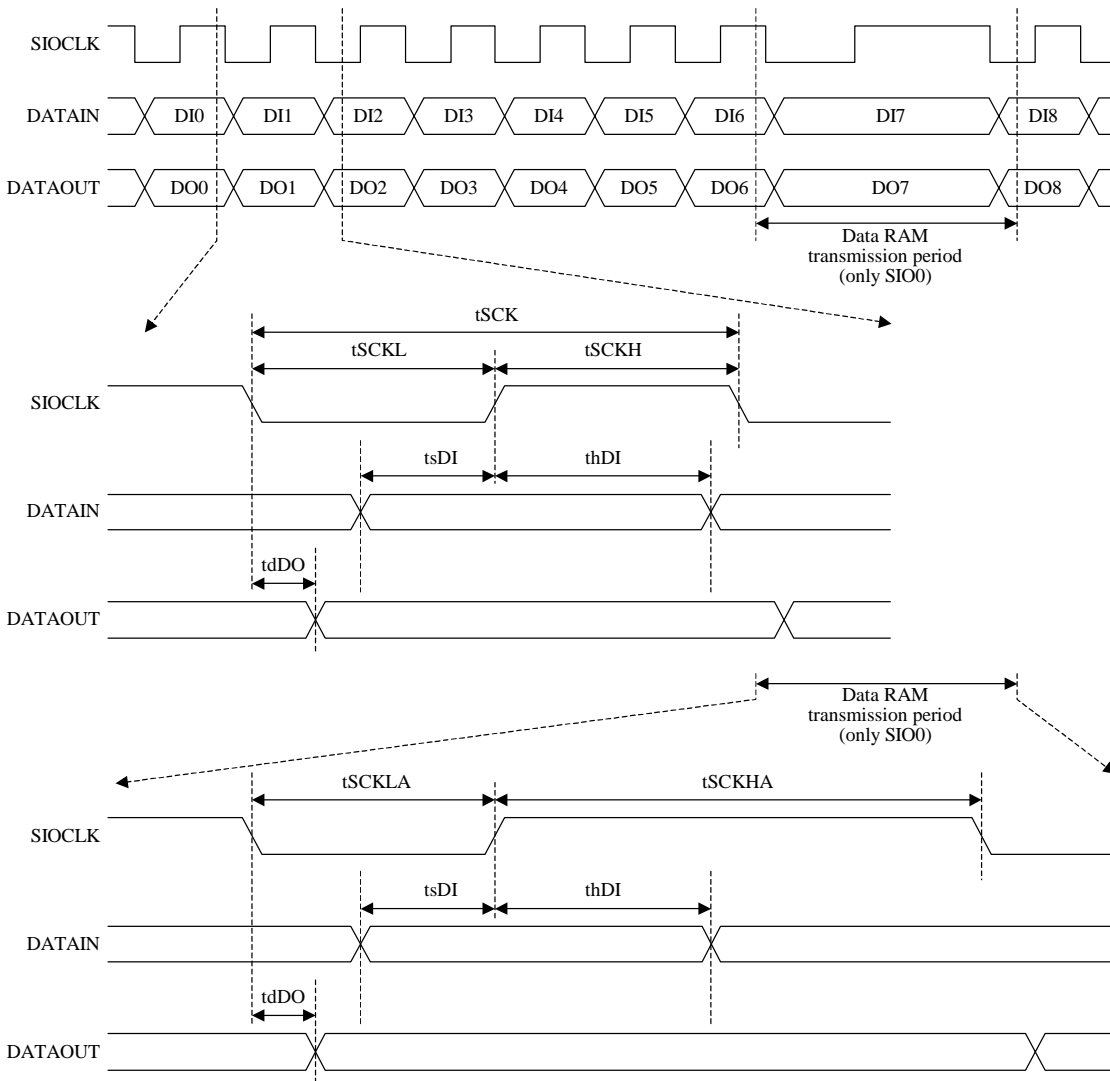 SIOCLK
DATAIN DI0 DI1 DI2 DI3 DI4 DI5 DI6 DI7 DI8
DATAOUT DO0 DO1 DO2 DO3 DO4 DO5 DO6 DO7 DO8
Data RAM
transmission period
(only SIO0)
tSCK
tSCKL tSCKH
SIOCLK
tsDI thDI
DATAIN
tdDO
DATAOUT
Data RAM
transmission period
(only SIO0)
tSCKLA tSCKHA
SIOCLK
tsDI thDI
DATAIN
tdDO
DATAOUT